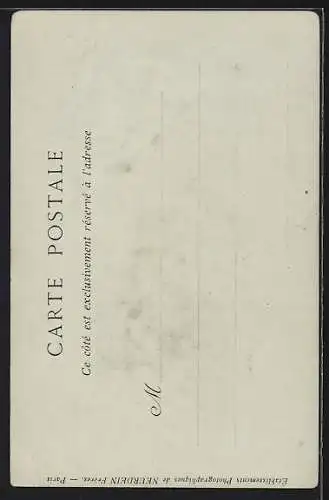 CARTE POSTALE
Ce côté est exclusivement réservé à l'adresse
M
Établissements Photographiques de NEURDEIN Frères. — Paris